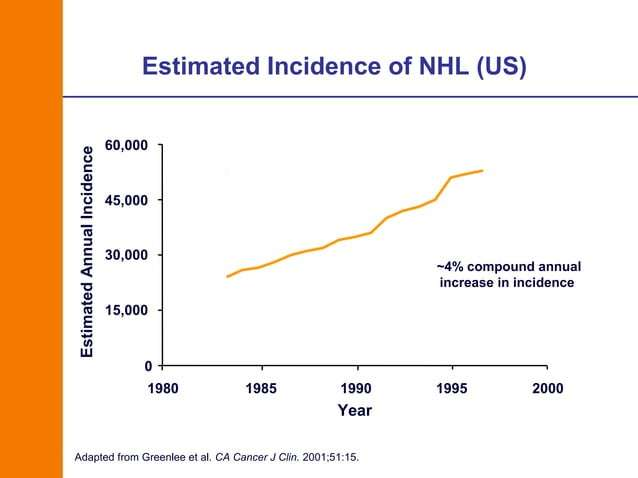 Estimated Incidence of NHL (US)
Estimated Annual Incidence
60,000
45,000
30,000
15,000
0
~4% compound annual
increase in incidence
1980 1985 1990 1995 2000
Year
Adapted from Greenlee et al. CA Cancer J Clin. 2001;51:15.